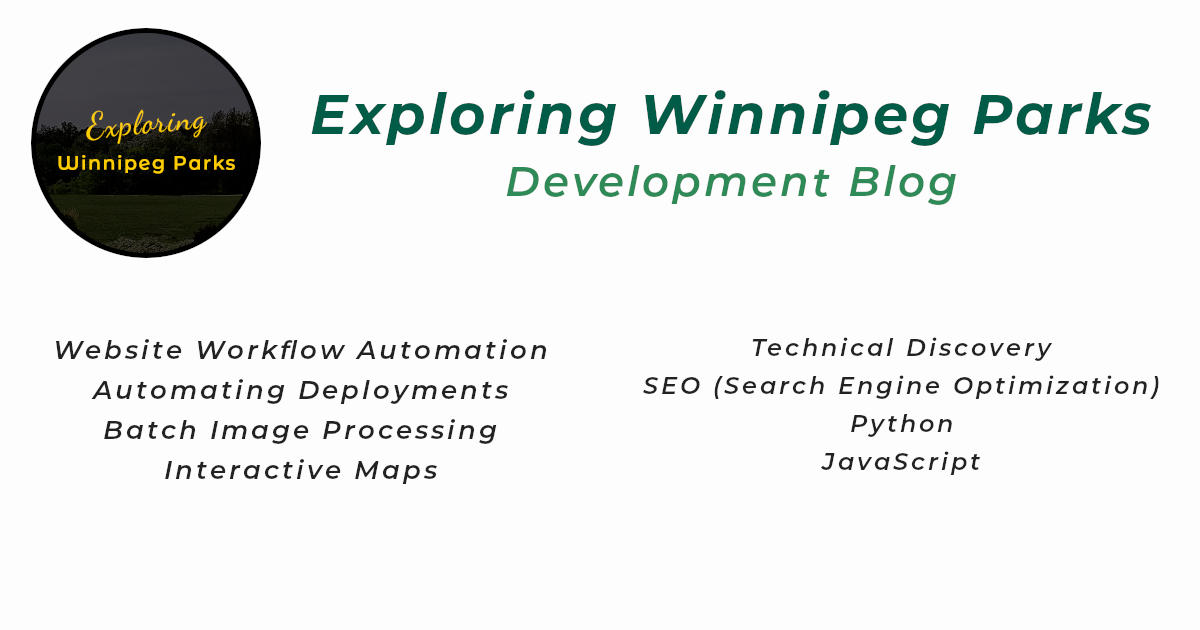 Exploring
Winnipeg Parks
Exploring Winnipeg Parks
Development Blog
Website Workflow Automation
Automating Deployments
Batch Image Processing
Interactive Maps
Technical Discovery
SEO (Search Engine Optimization)
Python
JavaScript